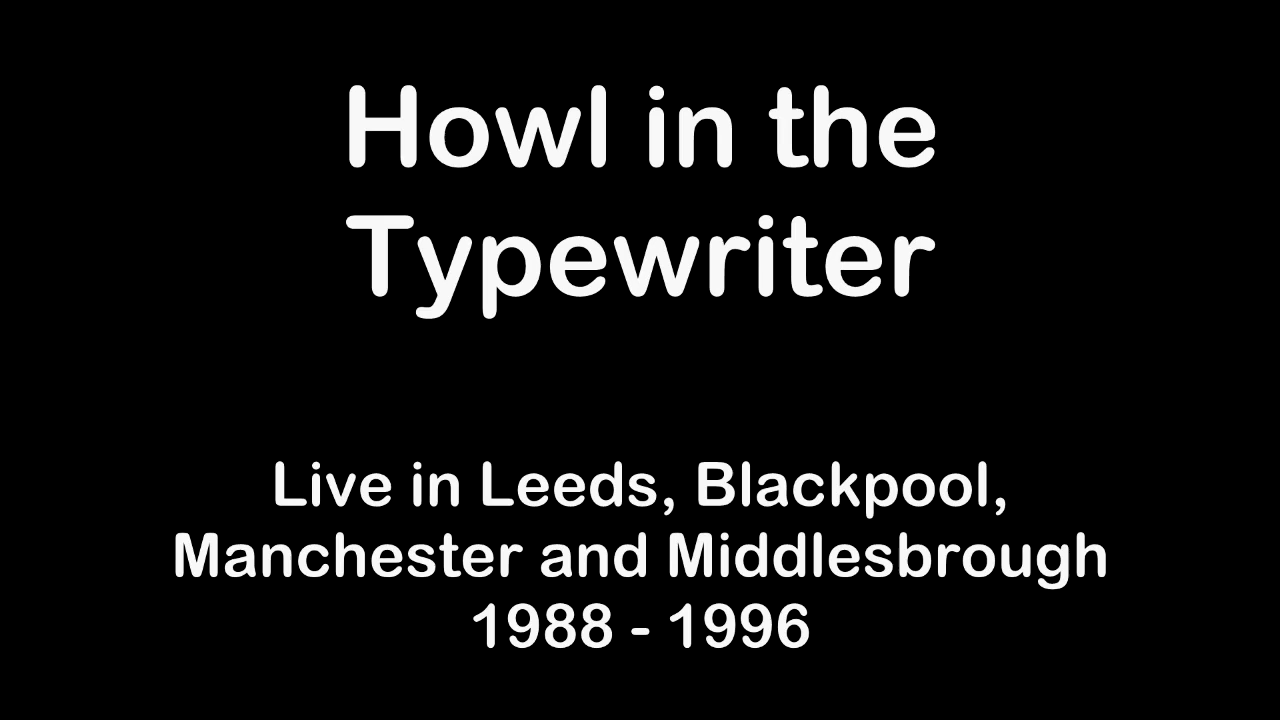 Howl in the
Typewriter
Live in Leeds, Blackpool,
Manchester and Middlesbrough
1988 - 1996